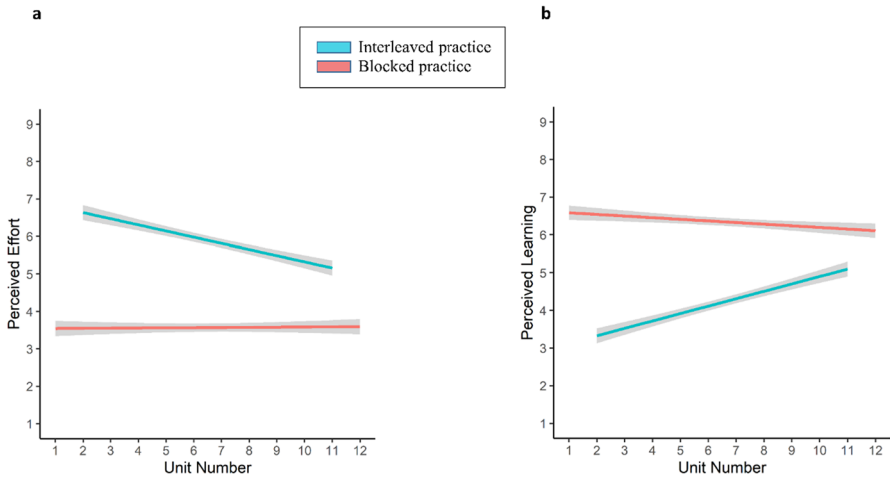 a
b
Interleaved practice
Blocked practice
Perceived Effort
9
8
7
6
5
4
3
2
1
1 2 3 4 5 6 7 8 9 10 11 12
Unit Number
Perceived Learning
9
8
7
6
5
4
3
2
1
1 2 3 4 5 6 7 8 9 10 11 12
Unit Number